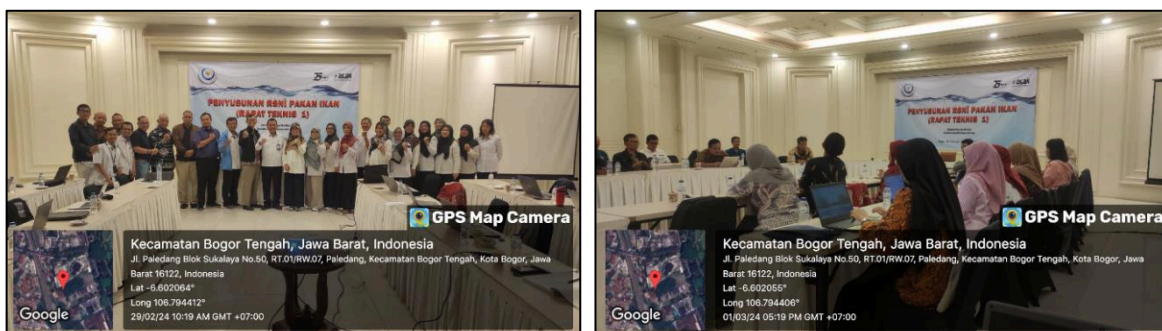 PENYUSUNAN RSNI PAKAN IKAN
(RAPAT TEKNIS 1)
GPS Map Camera
Google
Kecamatan Bogor Tengah, Jawa Barat, Indonesia
Jl. Paledang Blok Sukalaya No.50, RT.01/RW.07, Paledang, Kecamatan Bogor Tengah, Kota Bogor, Jawa
Barat 16122, Indonesia
Lat -6.602064°
Long 106.794412°
29/02/24 10:19 AM GMT +07:00
PENYUSUNAN RSNI PAKAN IKAN
(RAPAT TEKNIS 1)
GPS Map Camera
Google
Kecamatan Bogor Tengah, Jawa Barat, Indonesia
Jl. Paledang Blok Sukalaya No.50, RT.01/RW.07, Paledang, Kecamatan Bogor Tengah, Kota Bogor, Jawa
Barat 16122, Indonesia
Lat -6.602055°
Long 106.794406°
01/03/24 05:19 PM GMT +07:00